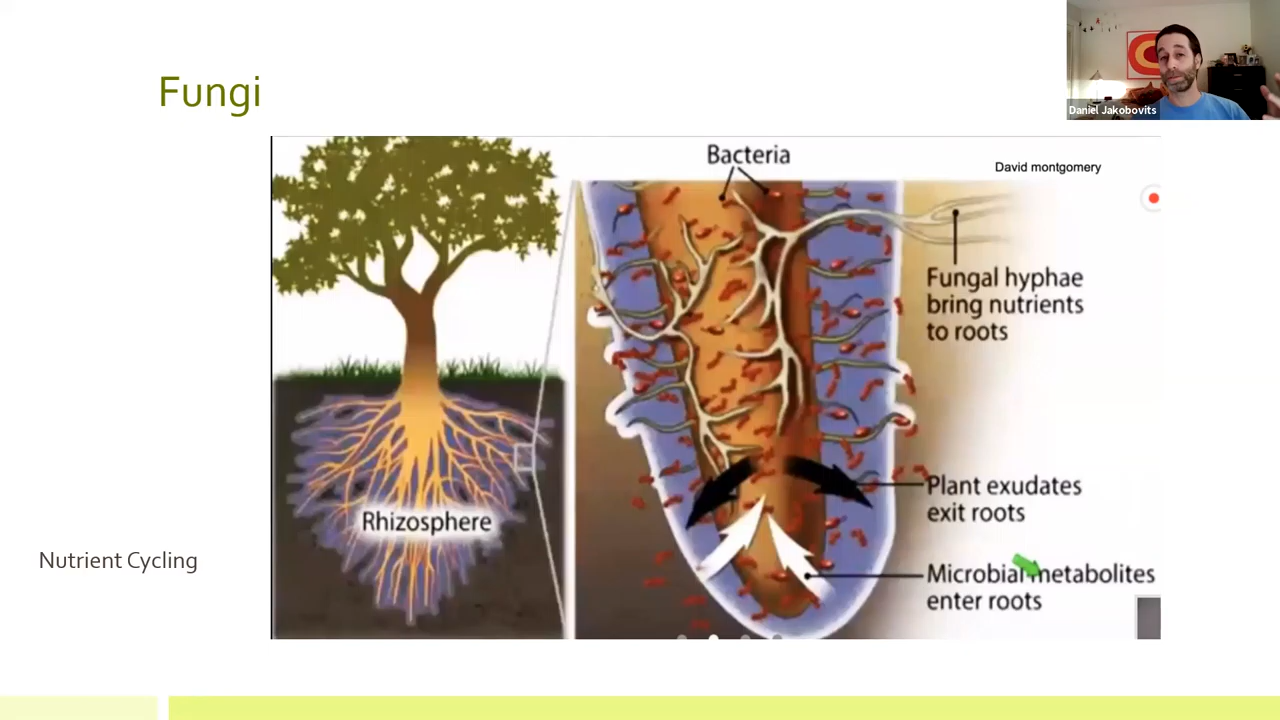 Fungi
Daniel Jakobovits
Bacteria
David montgomery
Fungal hyphae
bring nutrients
to roots
Plant exudates
exit roots
Rhizosphere
Nutrient Cycling
Microbial metabolites
enter roots